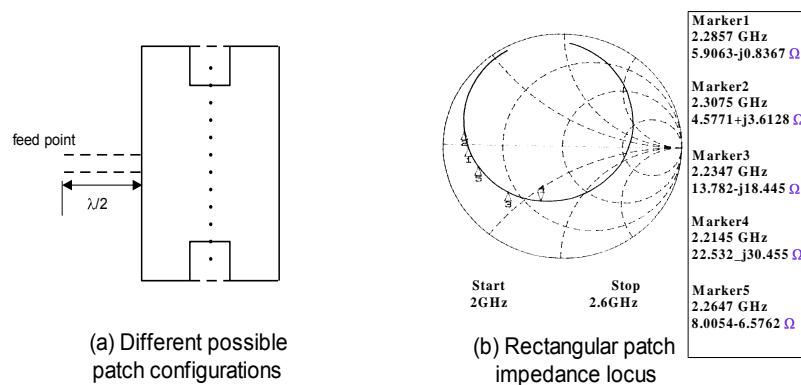 feed point
λ/2
(a) Different possible
patch configurations
Start
2GHz
Stop
2.6GHz
(b) Rectangular patch
impedance locus
Marker1
2.2857 GHz
5.9063-j0.8367 Ω
Marker2
2.3075 GHz
4.5771+j3.6128 Ω
Marker3
2.2347 GHz
13.782-j18.445 Ω
Marker4
2.2145 GHz
22.532_j30.455 Ω
Marker5
2.2647 GHz
8.0054-6.5762 Ω